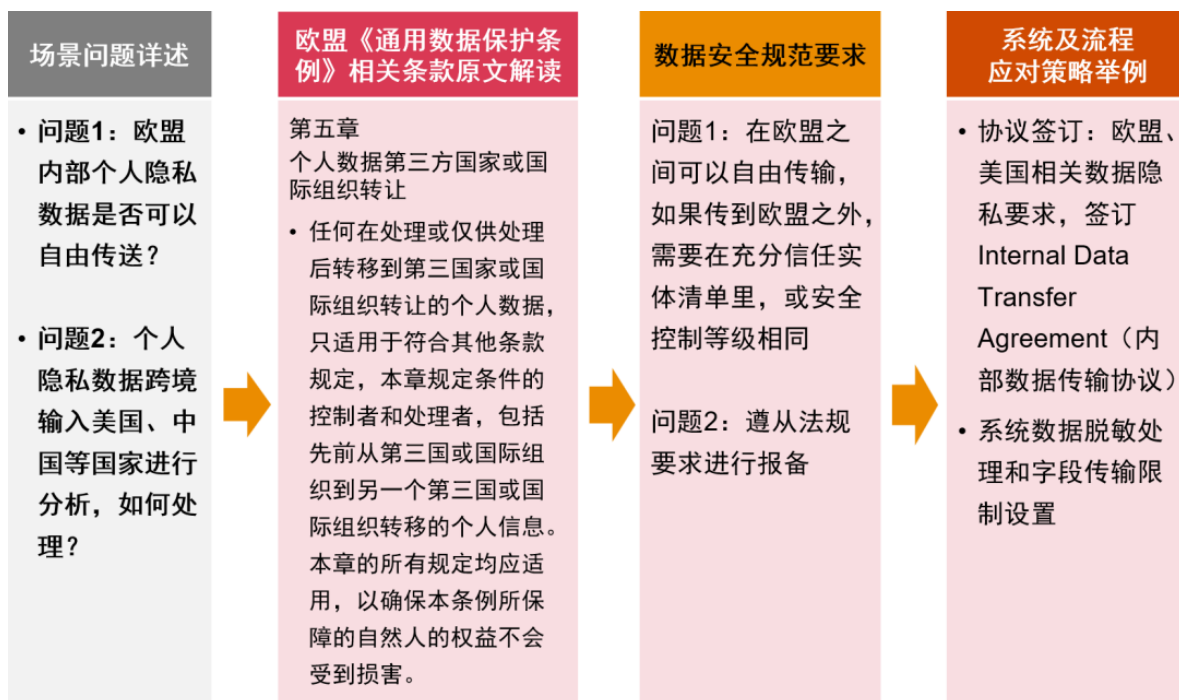 场景问题详述
• 问题1：欧盟
内部个人隐私
数据是否可以
自由传送？
• 问题2：个人
隐私数据跨境
输入美国、中
国等国家进行
分析，如何处
理？
欧盟《通用数据保护条
例》相关条款原文解读
第五章
个人数据第三方国家或国
际组织转让
• 任何在处理或仅供处理
后转移到第三国家或国
际组织转让的个人数据，
只适用于符合其他条款
规定，本章规定条件的
控制者和处理者，包括
先前从第三国或国际组
织到另一个第三国或国
际组织转移的个人信息。
本章的所有规定均应适
用，以确保本条例所保
障的自然人的权益不会
受到损害。
数据安全规范要求
问题1：在欧盟之
间可以自由传输，
如果传到欧盟之外，
需要在充分信任实
体清单里，或安全
控制等级相同
问题2：遵从法规
要求进行报备
系统及流程
应对策略举例
• 协议签订：欧盟、
美国相关数据隐
私要求，签订
Internal Data
Transfer
Agreement（内
部数据传输协议）
• 系统数据脱敏处
理和字段传输限
制设置